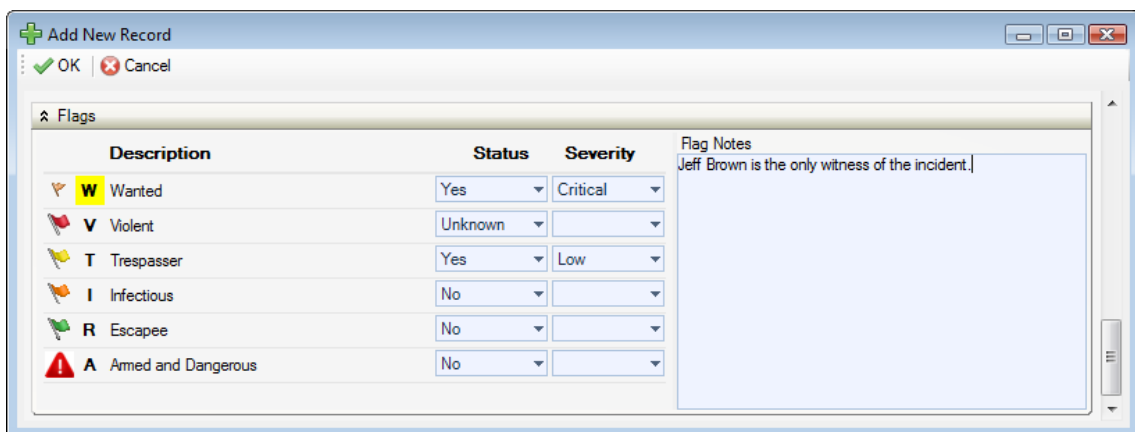 Add New Record
OK Cancel
Flags
Description Status Severity
Flag Notes
Jeff Brown is the only witness of the incident.
W Wanted Yes Critical
V Violent Unknown
T Trespasser Yes Low
I Infectious No
R Escapee No
A Armed and Dangerous No